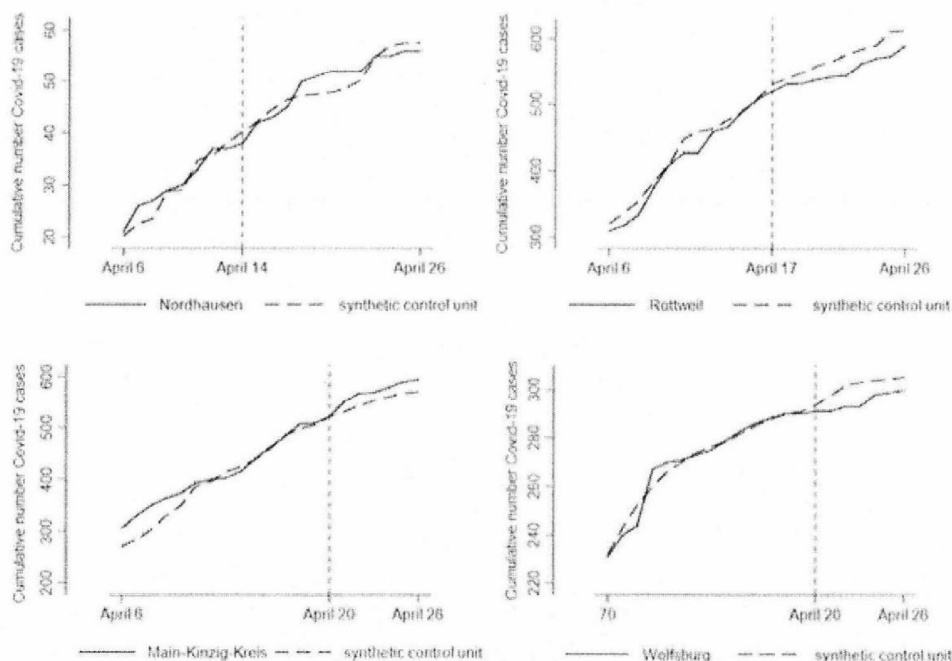 Cumulative number Covid-19 cases
60
50
40
30
20
April 6
April 14
April 26
Nordhausen
synthetic control unit
Cumulative number Covid-19 cases
600
500
400
300
April 6
April 17
April 26
Rottweil
synthetic control unit
Cumulative number Covid-19 cases
600
500
400
300
200
April 6
April 20
April 26
Main-Kinzig-Kreis
synthetic control unit
Cumulative number Covid-19 cases
300
280
260
240
220
70
April 20
April 26
Wolfsburg
synthetic control unit